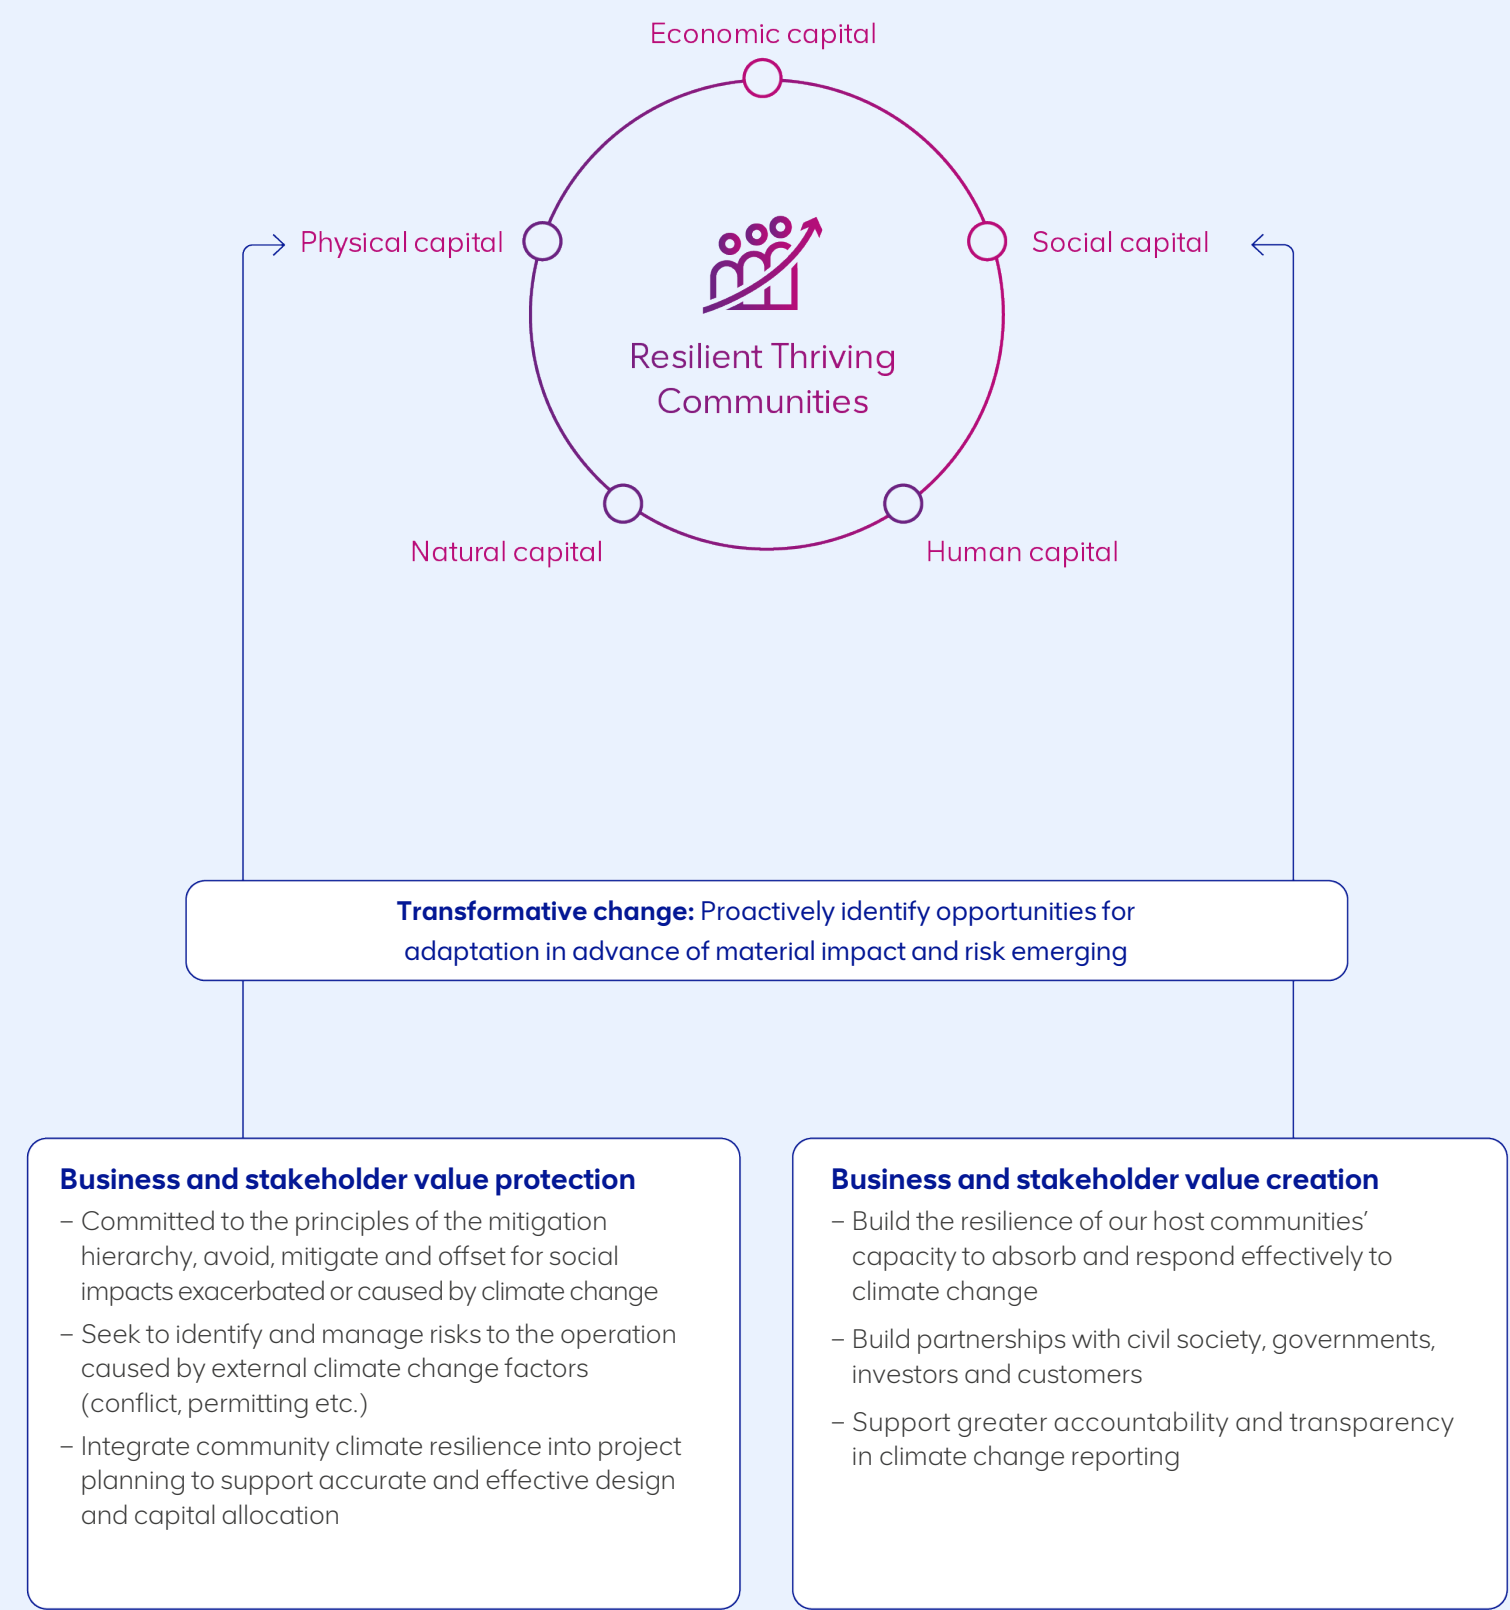 Economic capital
Physical capital
Social capital
Resilient Thriving
Communities
Natural capital
Human capital
Transformative change: Proactively identify opportunities for
adaptation in advance of material impact and risk emerging
Business and stakeholder value protection
– Committed to the principles of the mitigation
hierarchy, avoid, mitigate and offset for social
impacts exacerbated or caused by climate change
– Seek to identify and manage risks to the operation
caused by external climate change factors
(conflict, permitting etc.)
– Integrate community climate resilience into project
planning to support accurate and effective design
and capital allocation
Business and stakeholder value creation
– Build the resilience of our host communities’
capacity to absorb and respond effectively to
climate change
– Build partnerships with civil society, governments,
investors and customers
– Support greater accountability and transparency
in climate change reporting